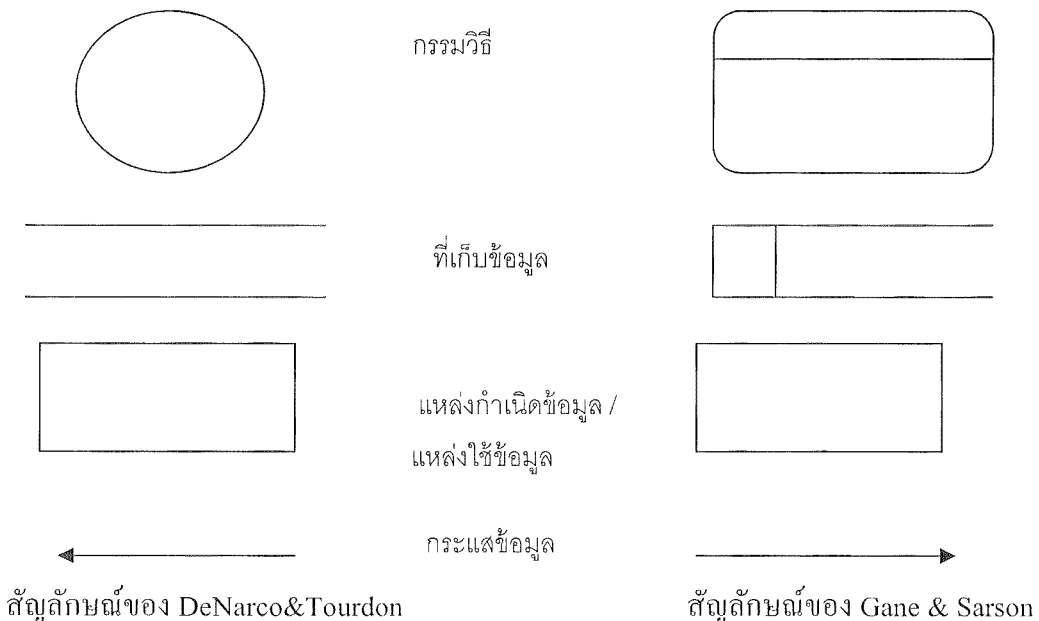 กรรมวิธี
ที่เก็บข้อมูล
แหล่งกำเนิดข้อมูล /
แหล่งใช้ข้อมูล
กระแสข้อมูล
สัญลักษณ์ของ DeNarco&Tourdon
สัญลักษณ์ของ Gane & Sarson